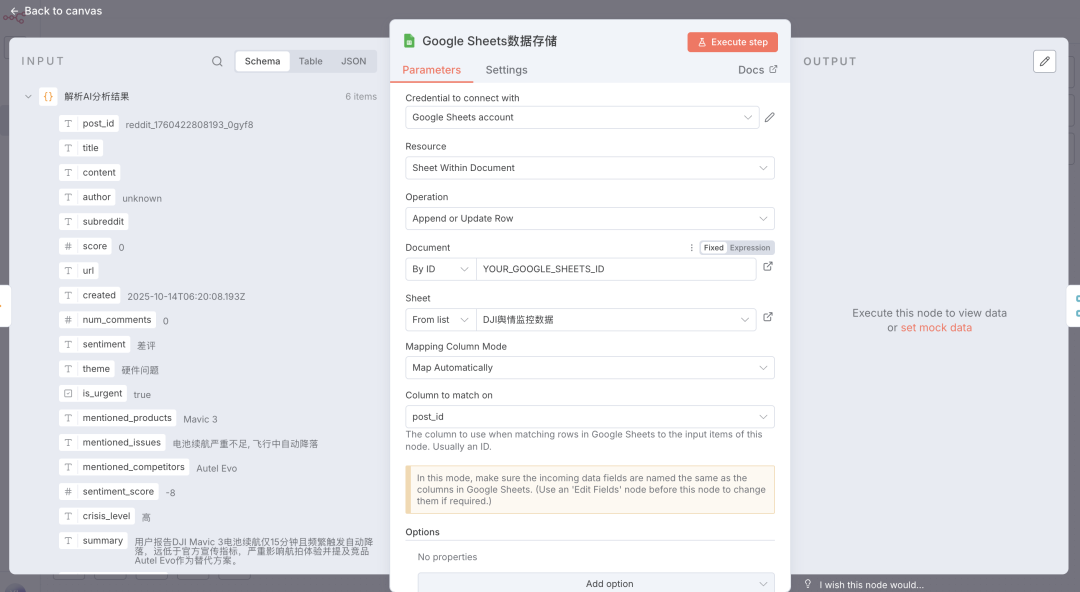 Back to canvas
INPUT
Schema
Table
JSON
解析AI分析结果
6 items
T post_id reddit_1760422808193_0gyf8
T title
T content
T author unknown
T subreddit
# score 0
T url
T created 2025-10-14T06:20:08.193Z
# num_comments 0
T sentiment 差评
T theme 硬件问题
is_urgent true
T mentioned_products Mavic 3
T mentioned_issues 电池续航严重不足, 飞行中自动降落
T mentioned_competitors Autel Evo
# sentiment_score -8
T crisis_level 高
T summary 用户报告DJI Mavic 3电池续航仅15分钟且频繁触发自动降
落，远低于官方宣传指标，严重影响航拍体验并提及竞品
Autel Evo作为替代方案。
Google Sheets数据存储
Execute step
Parameters
Settings
Docs
Credential to connect with
Google Sheets account
Resource
Sheet Within Document
Operation
Append or Update Row
Document
Fixed
Expression
By ID
YOUR_GOOGLE_SHEETS_ID
Sheet
From list
DJI舆情监控数据
Mapping Column Mode
Map Automatically
Column to match on
post_id
The column to use when matching rows in Google Sheets to the input items of this
node. Usually an ID.
In this mode, make sure the incoming data fields are named the same as the
columns in Google Sheets. (Use an 'Edit Fields' node before this node to change
them if required.)
Options
No properties
Add option
OUTPUT
Execute this node to view data
or set mock data
I wish this node would...